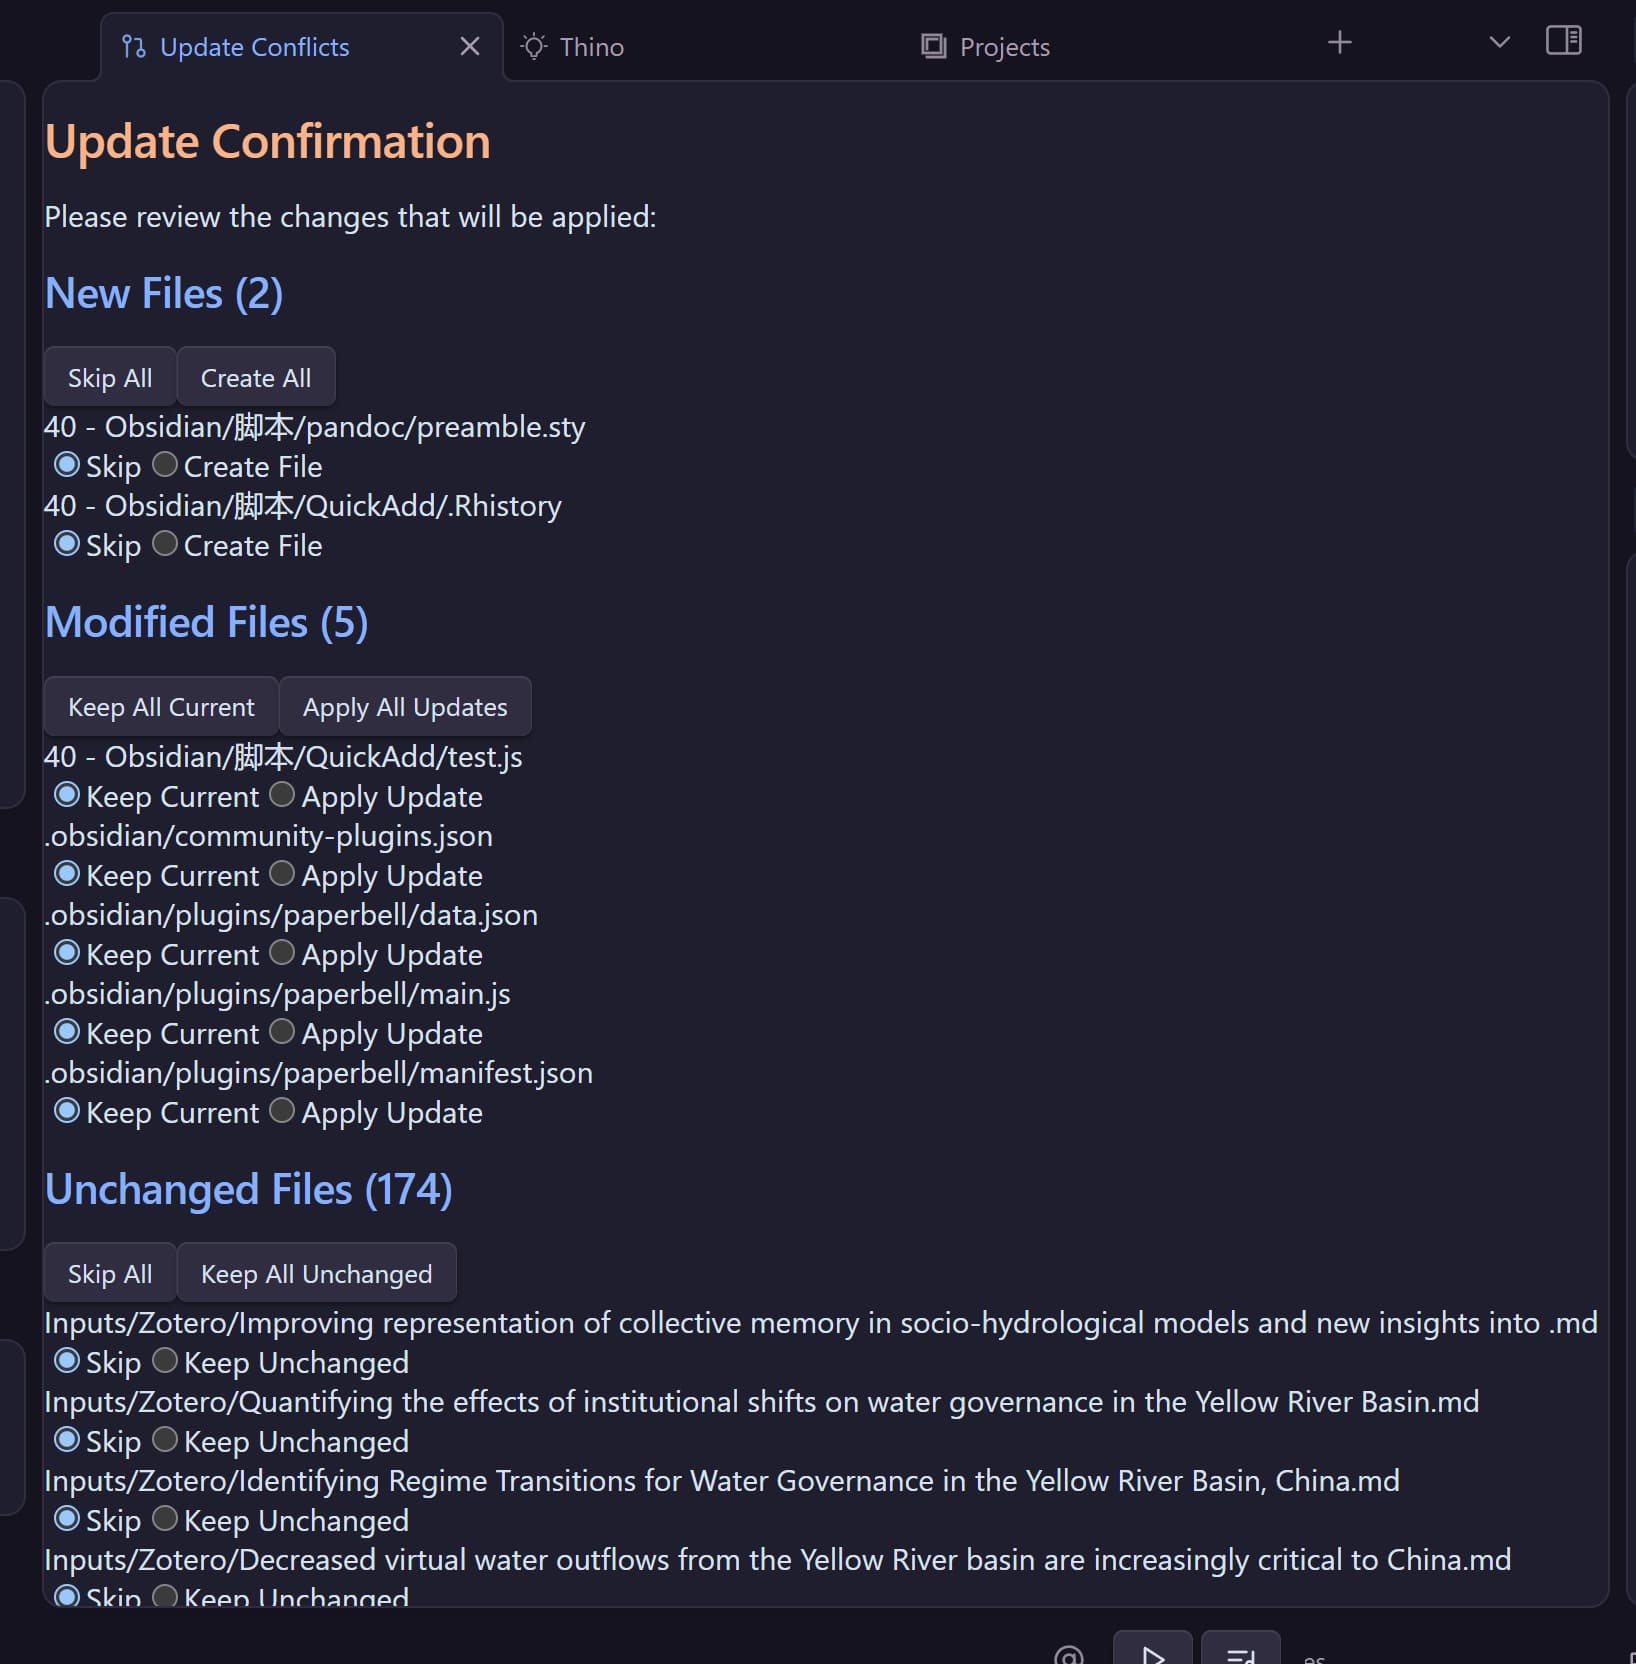 Update Conflicts
Thino
Projects
Update Confirmation
Please review the changes that will be applied:
New Files (2)
Skip All Create All
40 - Obsidian/脚本/pandoc/preamble.sty
Skip Create File
40 - Obsidian/脚本/QuickAdd/.Rhistory
Skip Create File
Modified Files (5)
Keep All Current Apply All Updates
40 - Obsidian/脚本/QuickAdd/test.js
Keep Current Apply Update
.obsidian/community-plugins.json
Keep Current Apply Update
.obsidian/plugins/paperbell/data.json
Keep Current Apply Update
.obsidian/plugins/paperbell/main.js
Keep Current Apply Update
.obsidian/plugins/paperbell/manifest.json
Keep Current Apply Update
Unchanged Files (174)
Skip All Keep All Unchanged
Inputs/Zotero/Improving representation of collective memory in socio-hydrological models and new insights into .md
Skip Keep Unchanged
Inputs/Zotero/Quantifying the effects of institutional shifts on water governance in the Yellow River Basin.md
Skip Keep Unchanged
Inputs/Zotero/Identifying Regime Transitions for Water Governance in the Yellow River Basin, China.md
Skip Keep Unchanged
Inputs/Zotero/Decreased virtual water outflows from the Yellow River basin are increasingly critical to China.md
Skip Keep Unchanged